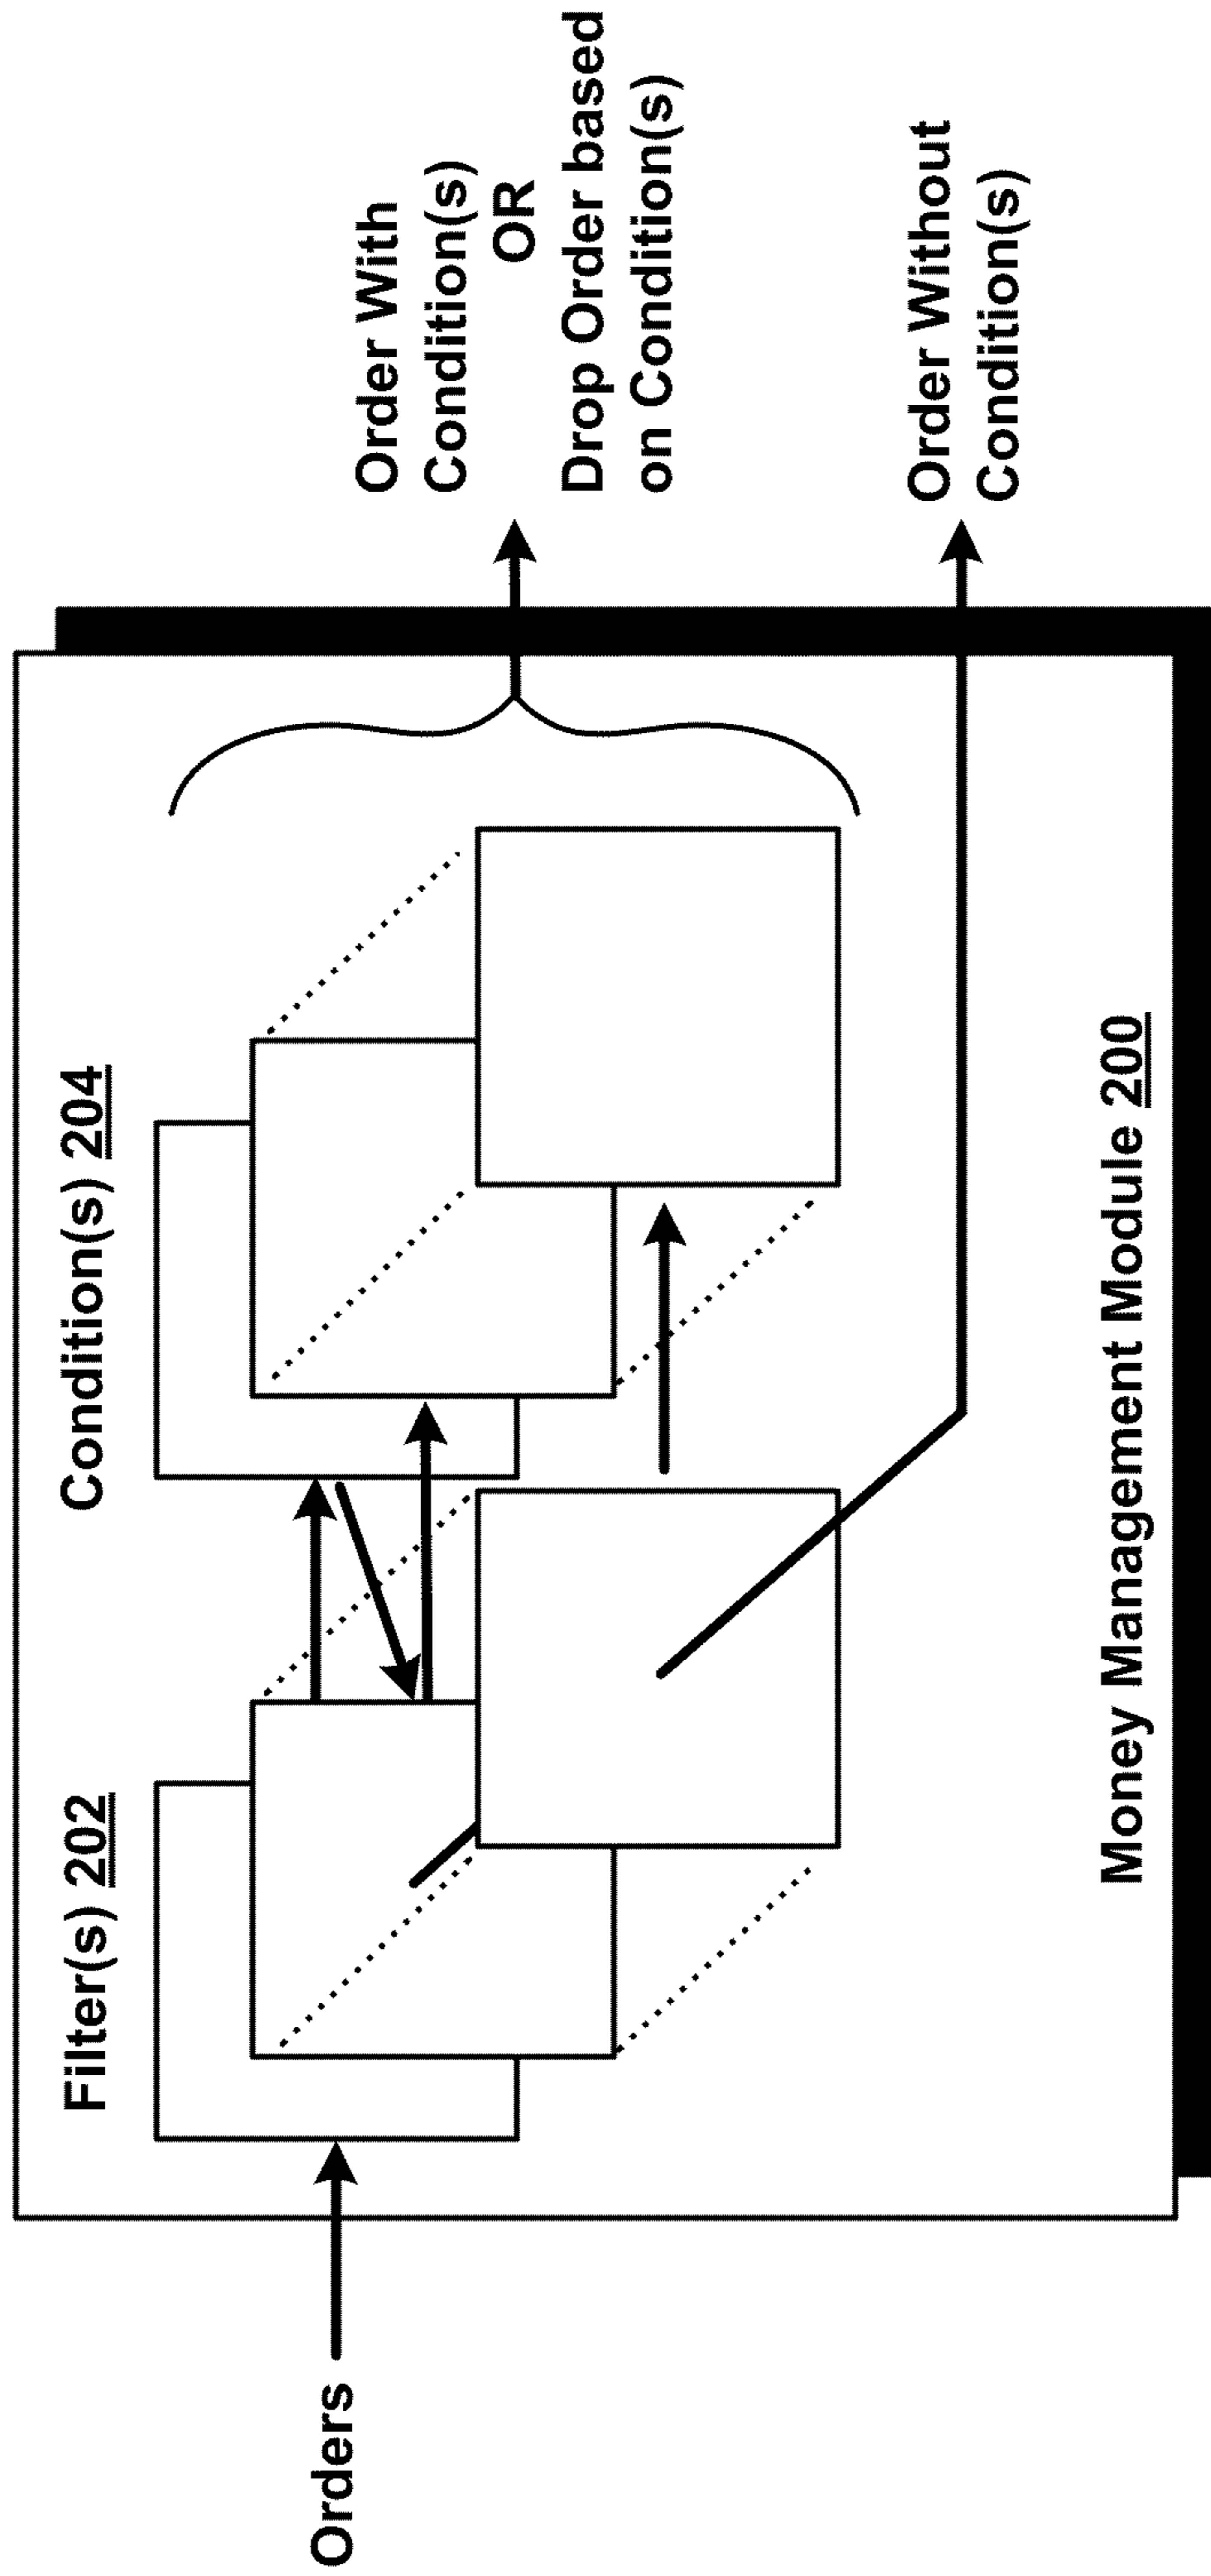 Orders
Filter(s) 202
Condition(s) 204
Order With
Condition(s)
OR
Drop Order based
on Condition(s)
Order Without
Condition(s)
Money Management Module 200